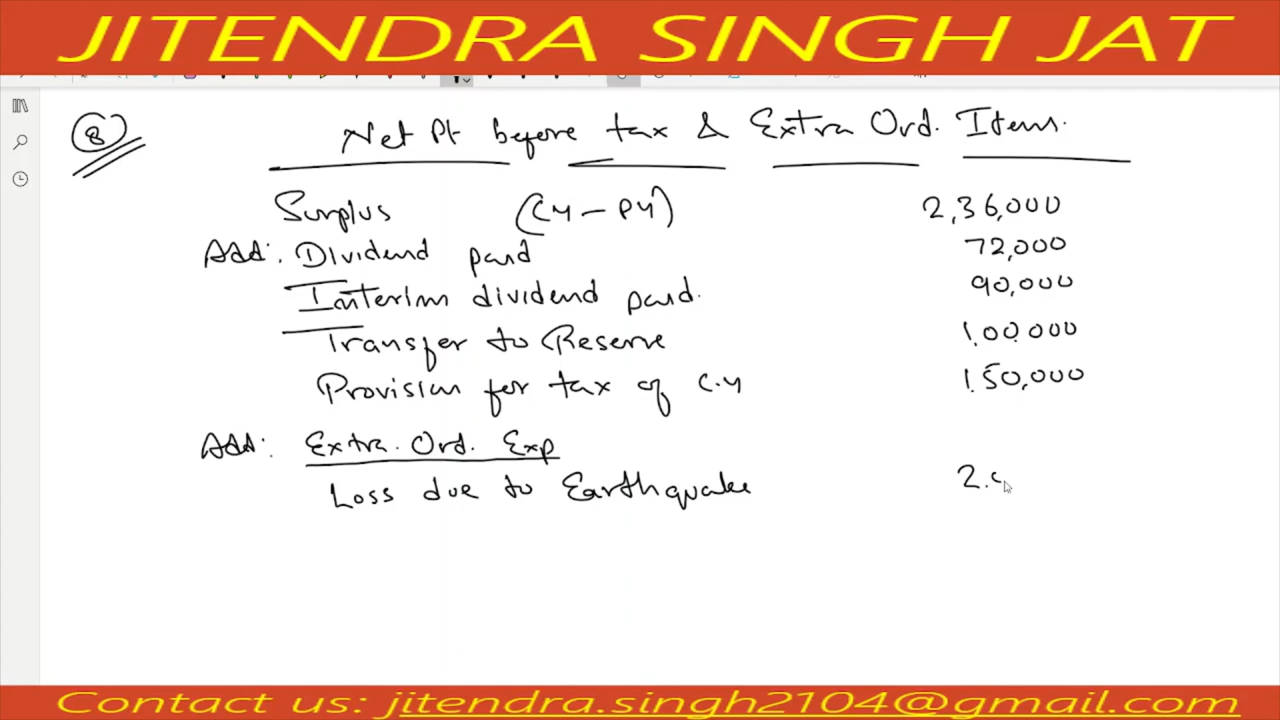 JITENDRA SINGH JAT
8
Net Pt before tax & Extra Ord. Items.
Surplus (CY - PY) 2,36,000
Add: Dividend paid 72,000
Interim dividend paid. 90,000
Transfer to Reserve 1,00,000
Provision for tax of C.Y 1,50,000
Add: Extra. Ord. Exp
Loss due to Earthquake 2.
Contact us: jitendra.singh2104@gmail.com